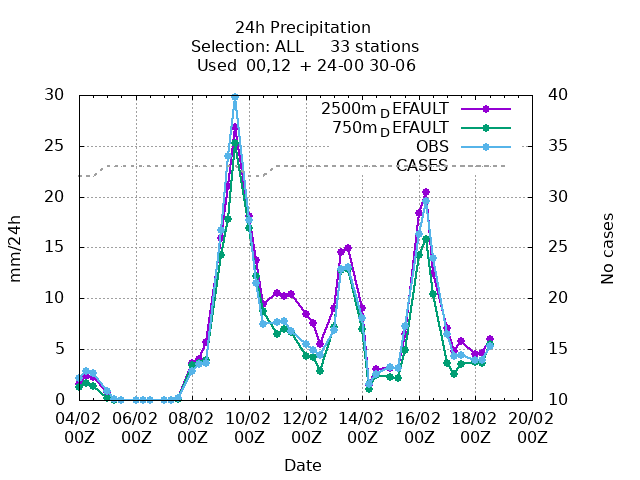 24h Precipitation
Selection: ALL 33 stations
Used 00,12 + 24-00 30-06
30 40
2500m_DEFAULT
750m_DEFAULT
25 OBS 35
CASES
20 30
15 25
10 20
5 15
0 10
mm/24h
No cases
04/02 06/02 08/02 10/02 12/02 14/02 16/02 18/02 20/02
00Z 00Z 00Z 00Z 00Z 00Z 00Z 00Z 00Z
Date